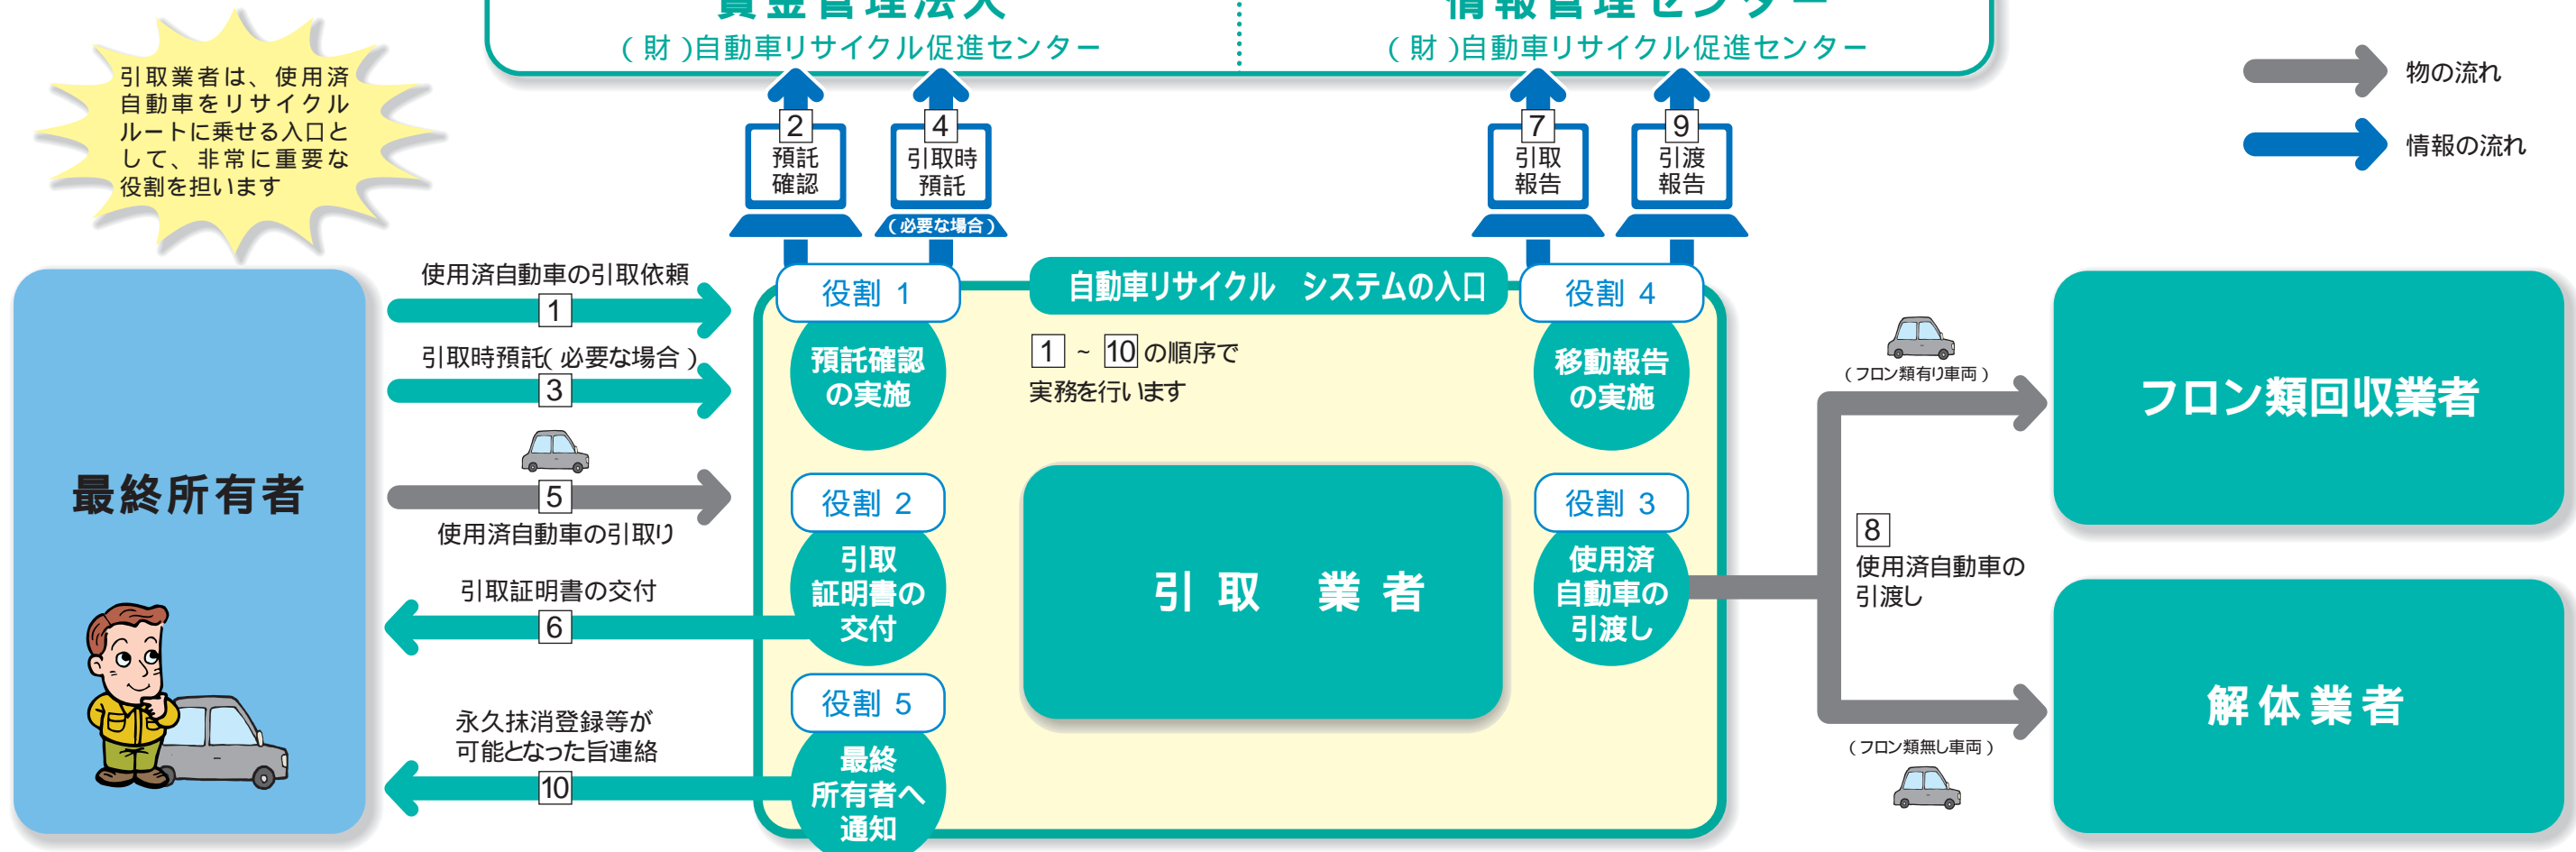 資金管理法人
(財)自動車リサイクル促進センター
情報管理センター
(財)自動車リサイクル促進センター
引取業者は、使用済
自動車をリサイクル
ルートに乗せる入口と
して、非常に重要な
役割を担います
物の流れ
情報の流れ
2
預託
確認
4
引取時
預託
(必要な場合)
7
引取
報告
9
引渡
報告
最終所有者
使用済自動車の引取依頼
1
引取時預託(必要な場合)
3
5
使用済自動車の引取り
引取証明書の交付
6
永久抹消登録等が
可能となった旨連絡
10
自動車リサイクル システムの入口
1 ~ 10 の順序で
実務を行います
役割 1
預託確認
の実施
役割 2
引取
証明書の
交付
役割 5
最終
所有者へ
通知
引取 業者
役割 4
移動報告
の実施
役割 3
使用済
自動車の
引渡し
(フロン類有り車両)
8
使用済自動車の
引渡し
(フロン類無し車両)
フロン類回収業者
解体業者